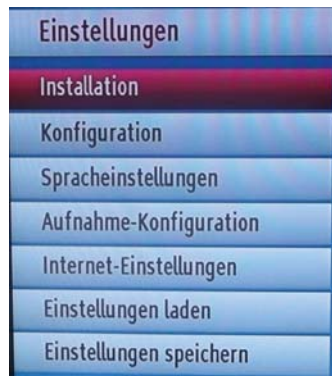 Einstellungen
Installation
Konfiguration
Spracheinstellungen
Aufnahme-Konfiguration
Internet-Einstellungen
Einstellungen laden
Einstellungen speichern